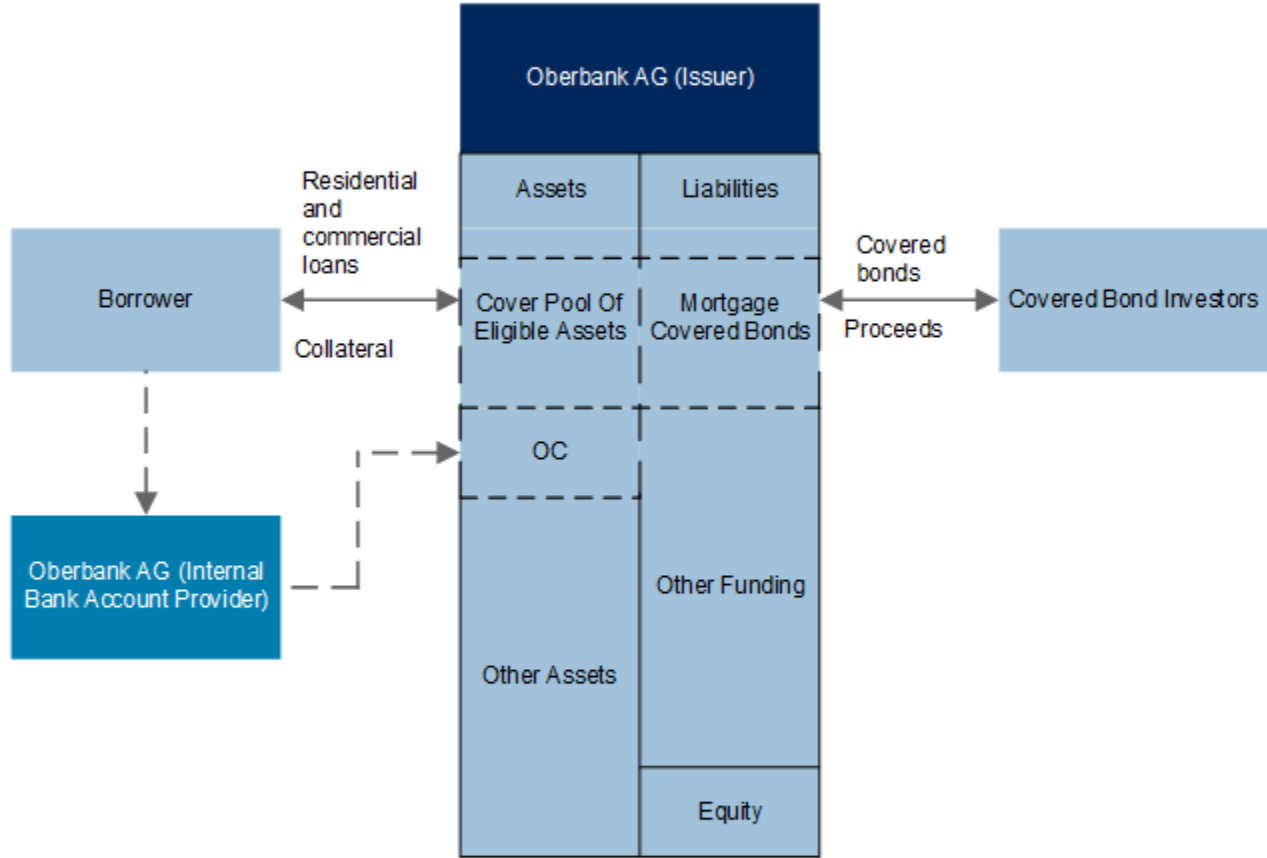 Oberbank AG (Issuer)
Assets
Liabilities
Residential
and
commercial
loans
Collateral
Borrower
Cover Pool Of
Eligible Assets
Mortgage
Covered Bonds
Covered
bonds
Proceeds
Covered Bond Investors
OC
Oberbank AG (Internal
Bank Account Provider)
Other Funding
Other Assets
Equity